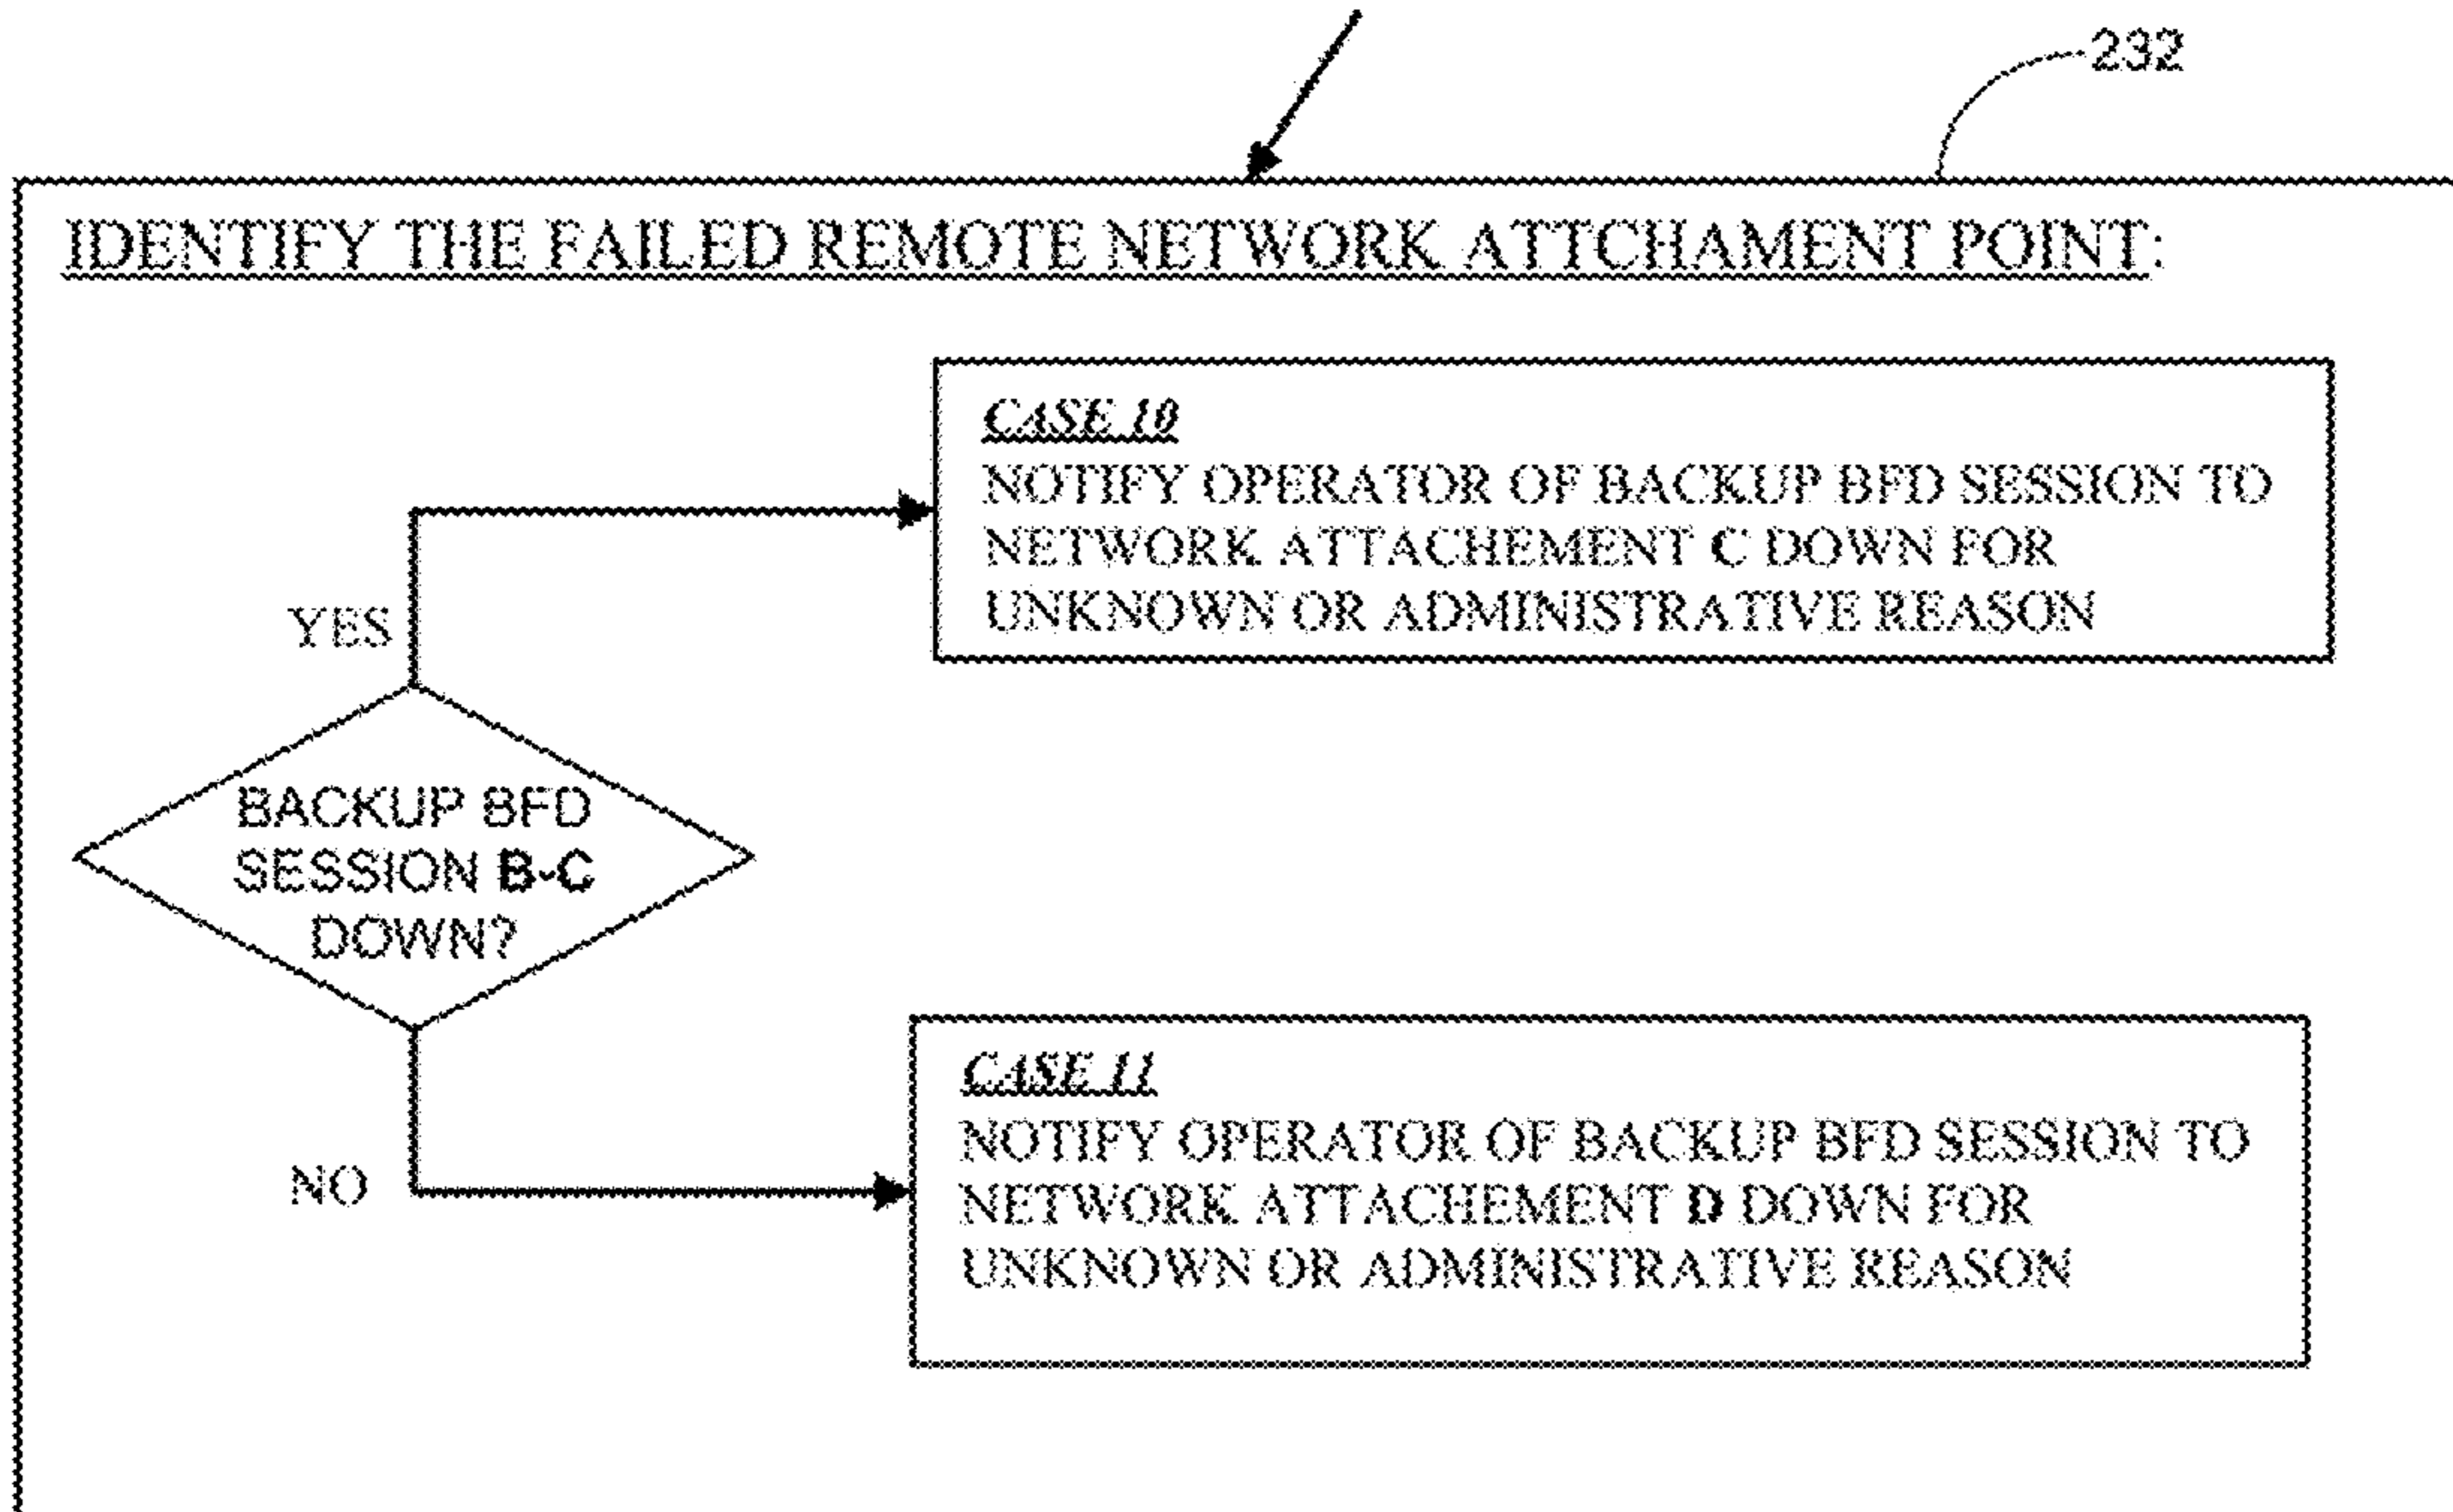 232
IDENTIFY THE FAILED REMOTE NETWORK ATTCHAMENT POINT:
CASE 10
NOTIFY OPERATOR OF BACKUP BFD SESSION TO
NETWORK ATTACHEMENT C DOWN FOR
UNKNOWN OR ADMINISTRATIVE REASON
YES
BACKUP BFD
SESSION B-C
DOWN?
NO
CASE 11
NOTIFY OPERATOR OF BACKUP BFD SESSION TO
NETWORK ATTACHEMENT D DOWN FOR
UNKNOWN OR ADMINISTRATIVE REASON